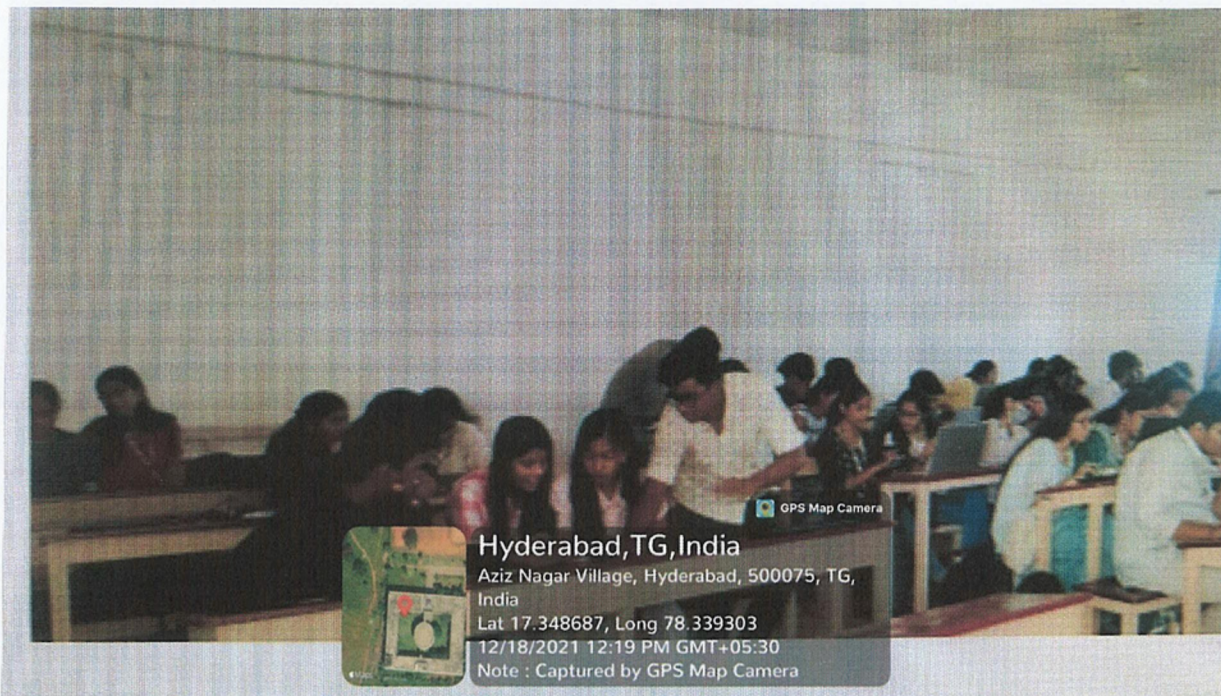 GPS Map Camera
Hyderabad,TG,India
Aziz Nagar Village, Hyderabad, 500075, TG,
India
Lat 17.348687, Long 78.339303
12/18/2021 12:19 PM GMT+05:30
Note : Captured by GPS Map Camera